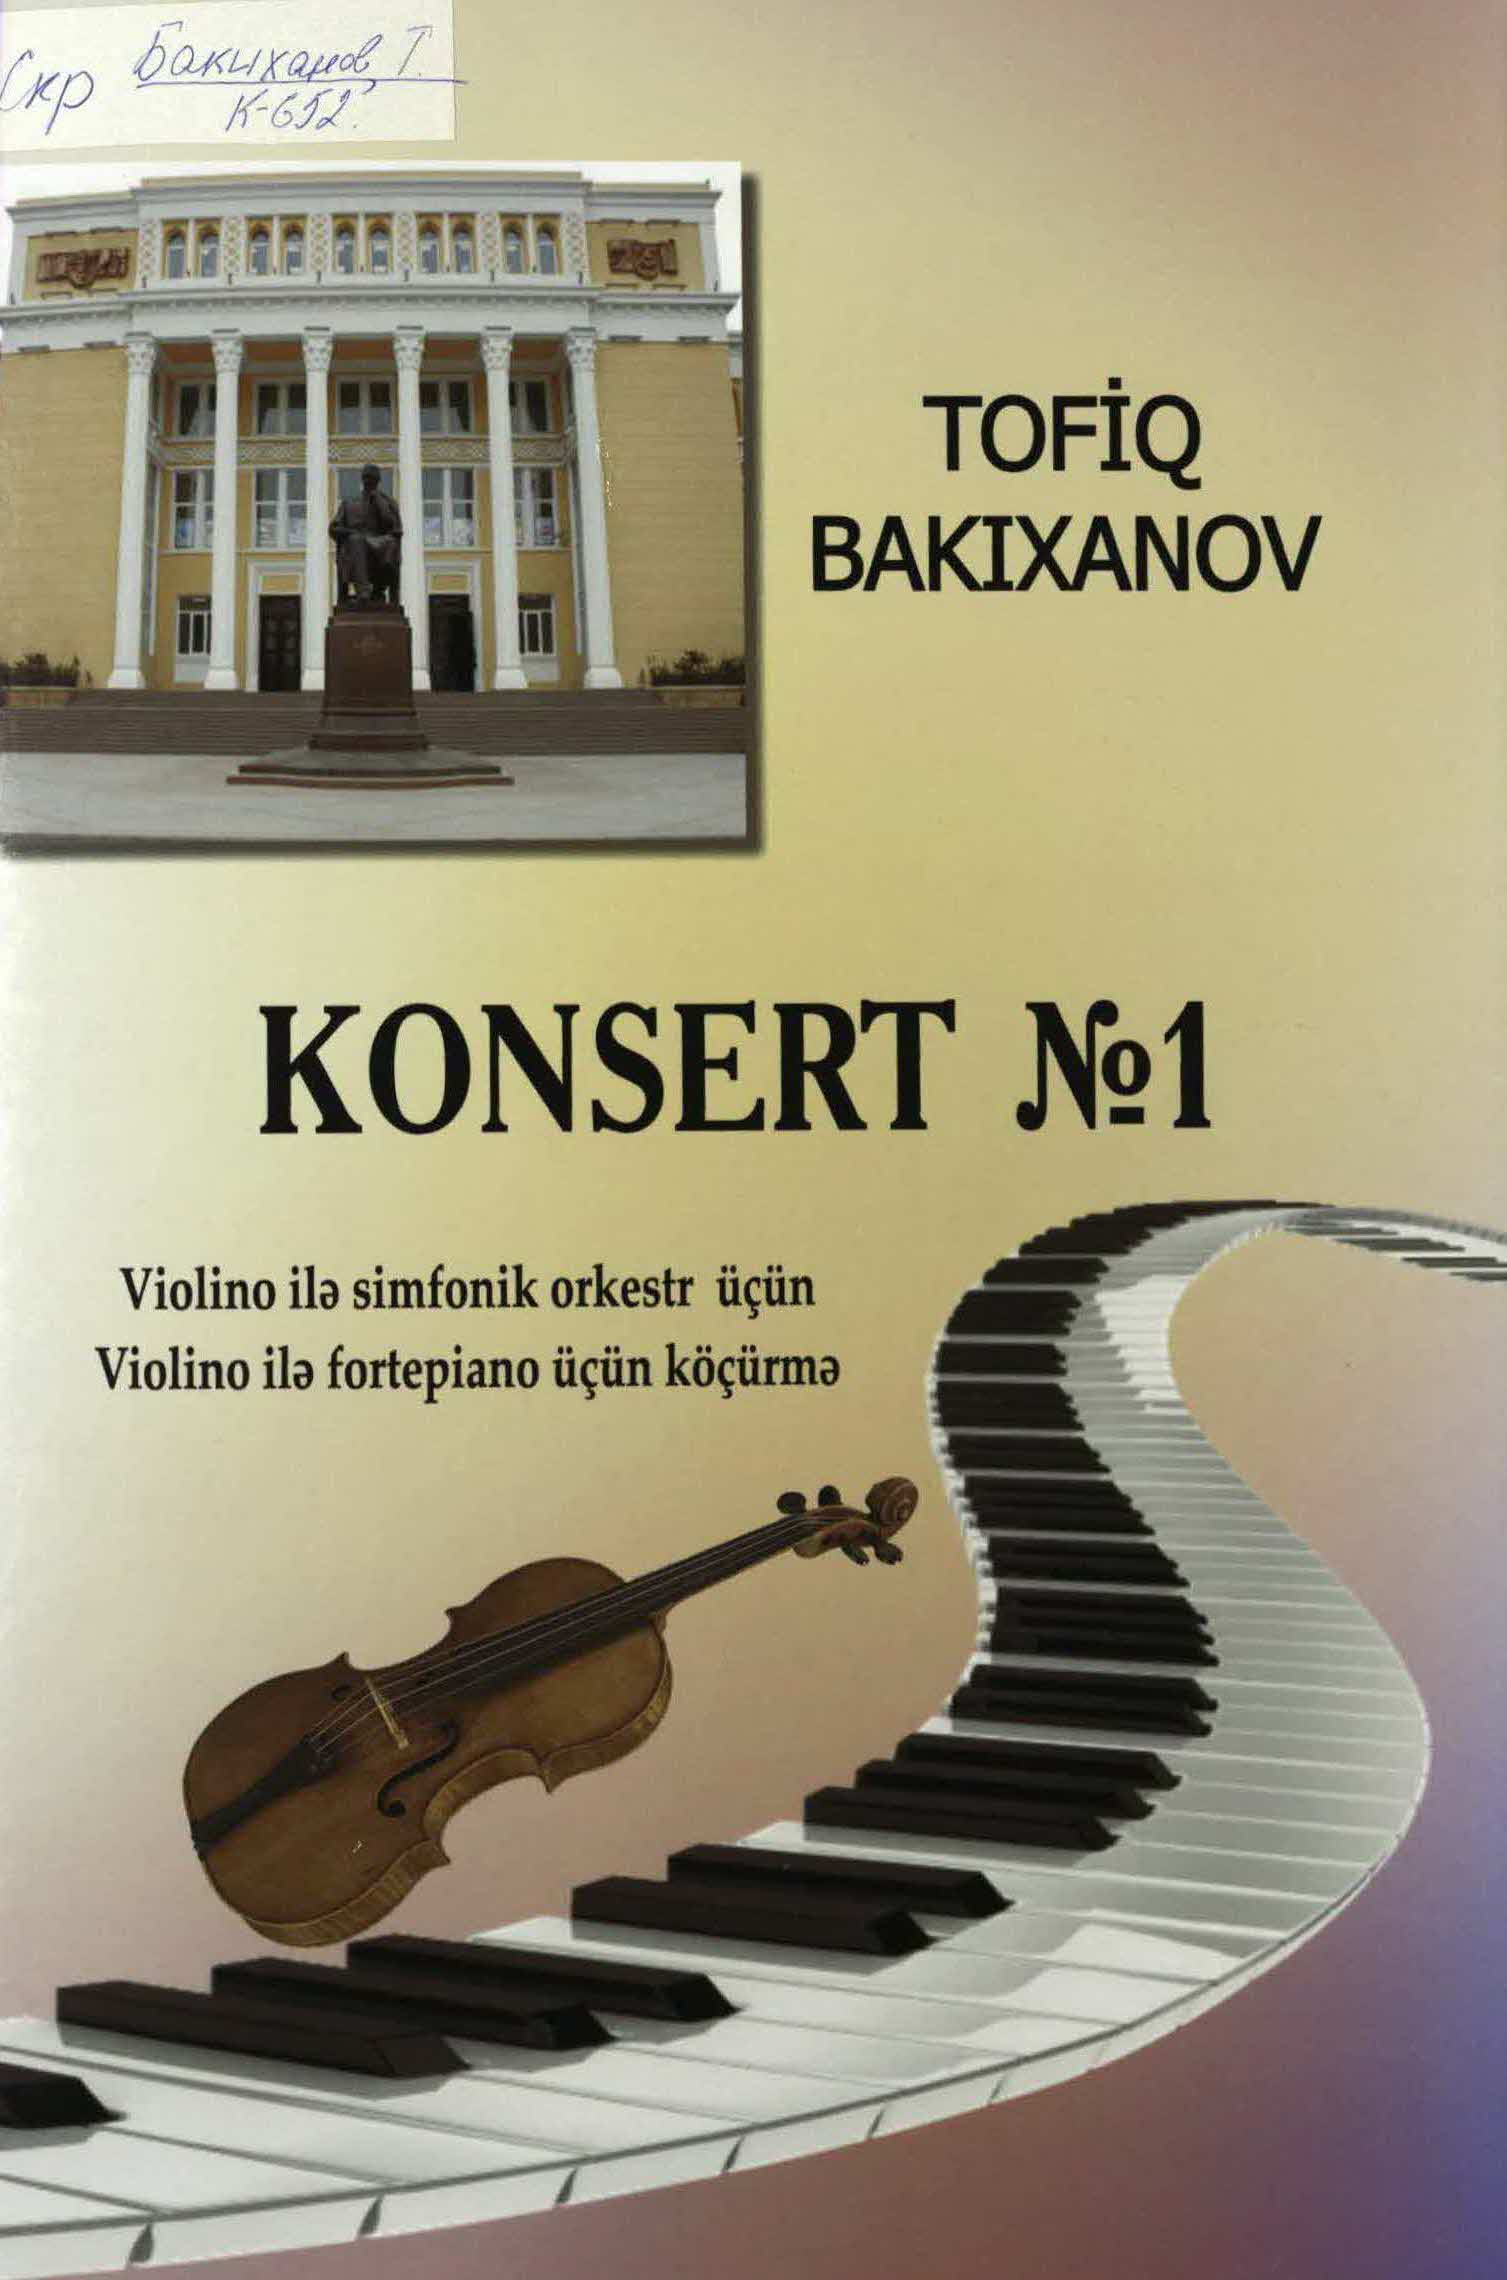 Скр Бакиханов Т.
К-652.
TOFİQ
BAKIXANOV
KONSERT №1
Violino ilə simfonik orkestr üçün
Violino ilə fortepiano üçün köçürmə